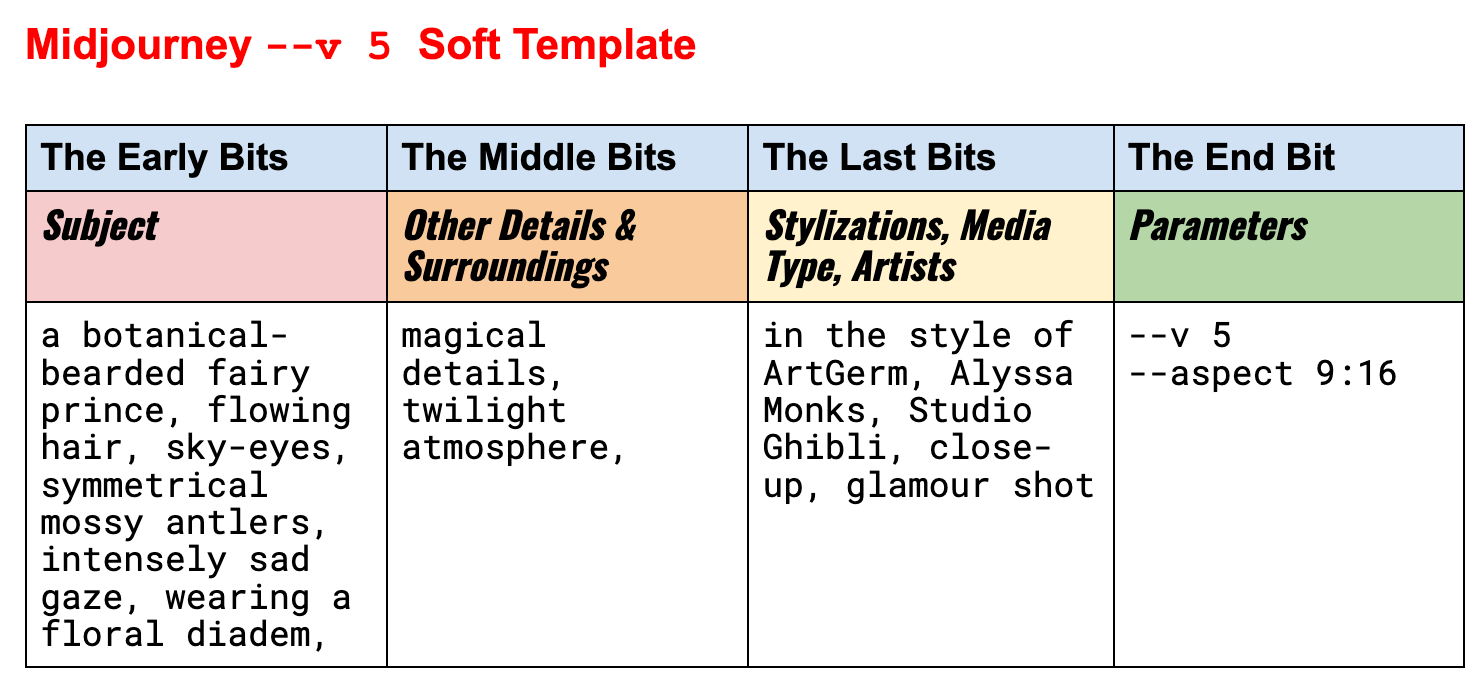 Midjourney --v 5 Soft Template
The Early Bits
The Middle Bits
The Last Bits
The End Bit
Subject
Other Details &
Surroundings
Stylizations, Media
Type, Artists
Parameters
a botanical-
bearded fairy
prince, flowing
hair, sky-eyes,
symmetrical
mossy antlers,
intensely sad
gaze, wearing a
floral diadem,
magical
details,
twilight
atmosphere,
in the style of
ArtGerm, Alyssa
Monks, Studio
Ghibli, close-
up, glamour shot
--v 5
--aspect 9:16